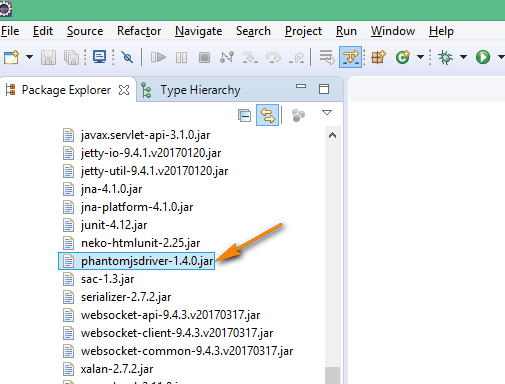 File Edit Source Refactor Navigate Search Project Run Window Help
Package Explorer Type Hierarchy
javax.servlet-api-3.1.0.jar
jetty-io-9.4.1.v20170120.jar
jetty-util-9.4.1.v20170120.jar
jna-4.1.0.jar
jna-platform-4.1.0.jar
junit-4.12.jar
neko-htmlunit-2.25.jar
phantomjsdriver-1.4.0.jar
sac-1.3.jar
serializer-2.7.2.jar
websocket-api-9.4.3.v20170317.jar
websocket-client-9.4.3.v20170317.jar
websocket-common-9.4.3.v20170317.jar
xalan-2.7.2.jar